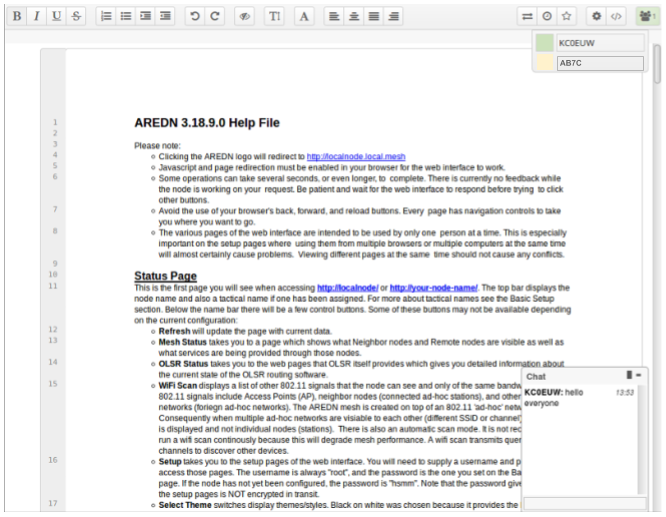 B I U S T! A 1
KC0EUW
AB7C
1 AREDN 3.18.9.0 Help File
2
3 Please note:
4 Clicking the AREDN logo will redirect to http://localnode.local.mesh
5 Javascript and page redirection must be enabled in your browser for the web interface to work.
6 Some operations can take several seconds, or even longer, to complete. There is currently no feedback while
the node is working on your request. Be patient and wait for the web interface to respond before trying to click
other buttons.
7 Avoid the use of your browser's back, forward, and reload buttons. Every page has navigation controls to take
you where you want to go.
8 The various pages of the web interface are intended to be used by only one person at a time. This is especially
important on the setup pages where using them from multiple browsers or multiple computers at the same time
will almost certainly cause problems. Viewing different pages at the same time should not cause any conflicts.
9
10 Status Page
11 This is the first page you will see when accessing http://localnode/ or http://your-node-name/. The top bar displays the
node name and also a tactical name if one has been assigned. For more about tactical names see the Basic Setup
section. Below the name bar there will be a few control buttons. Some of these buttons may not be available depending
on the current configuration:
12 Refresh will update the page with current data.
13 Mesh Status takes you to a page which shows what Neighbor nodes and Remote nodes are visible as well as
what services are being provided through those nodes.
14 OLSR Status takes you to the web pages that OLSR itself provides which gives you detailed information about
the current state of the OLSR routing software.
15 WiFi Scan displays a list of other 802.11 signals that the node can see and only of the same bandw
802.11 signals include Access Points (AP), neighbor nodes (connected ad-hoc stations), and other
networks (foriegn ad-hoc networks). The AREDN mesh is created on top of an 802.11 'ad-hoc' netw
Consequently when multiple ad-hoc networks are visible to each other (different SSID or channel)
is displayed and not individual nodes (stations). There is also an automatic scan mode. It is not rec
run a wifi scan continously because this will degrade mesh performance. A wifi scan transmits quer
channels to discover other devices.
16 Setup takes you to the setup pages of the web interface. You will need to supply a username and p
access those pages. The username is always "root", and the password is the one you set on the Ba
page. If the node has not yet been configured, the password is "hsmm". Note that the password give
the setup pages is NOT encrypted in transit.
17 Select Theme switches display themes/styles. Black on white was chosen because it provides the
Chat
KC0EUW: hello 13:53
everyone